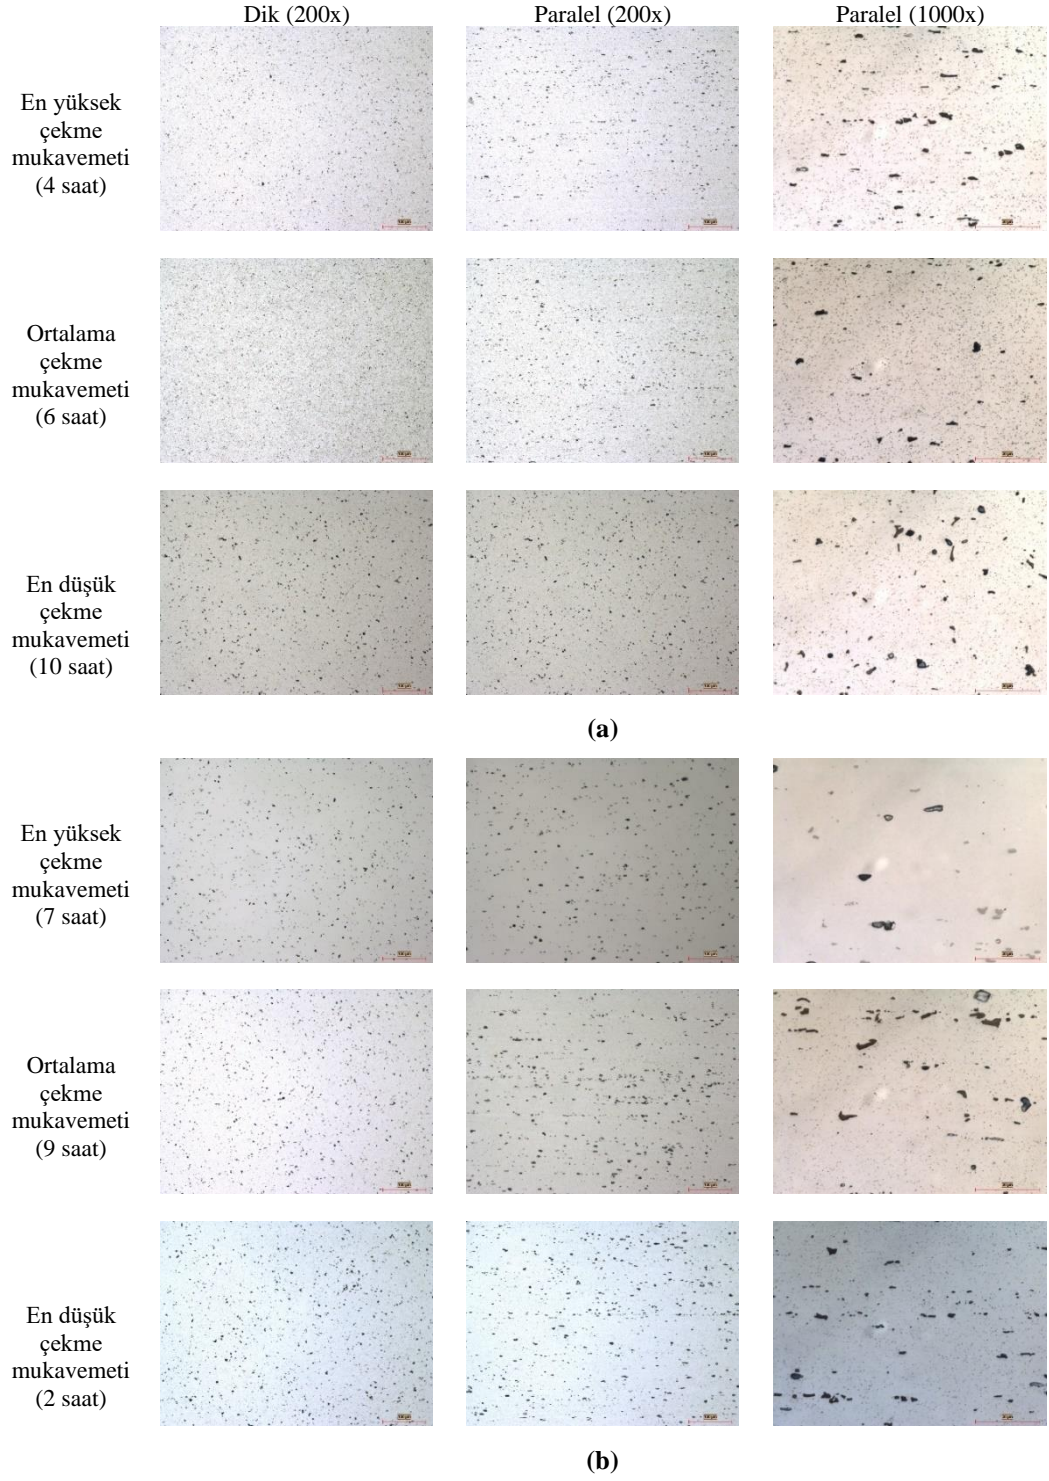 Dik (200x) Paralel (200x) Paralel (1000x)
En yüksek
çekme
mukavemeti
(4 saat)
Ortalama
çekme
mukavemeti
(6 saat)
En düşük
çekme
mukavemeti
(10 saat)
(a)
En yüksek
çekme
mukavemeti
(7 saat)
Ortalama
çekme
mukavemeti
(9 saat)
En düşük
çekme
mukavemeti
(2 saat)
(b)